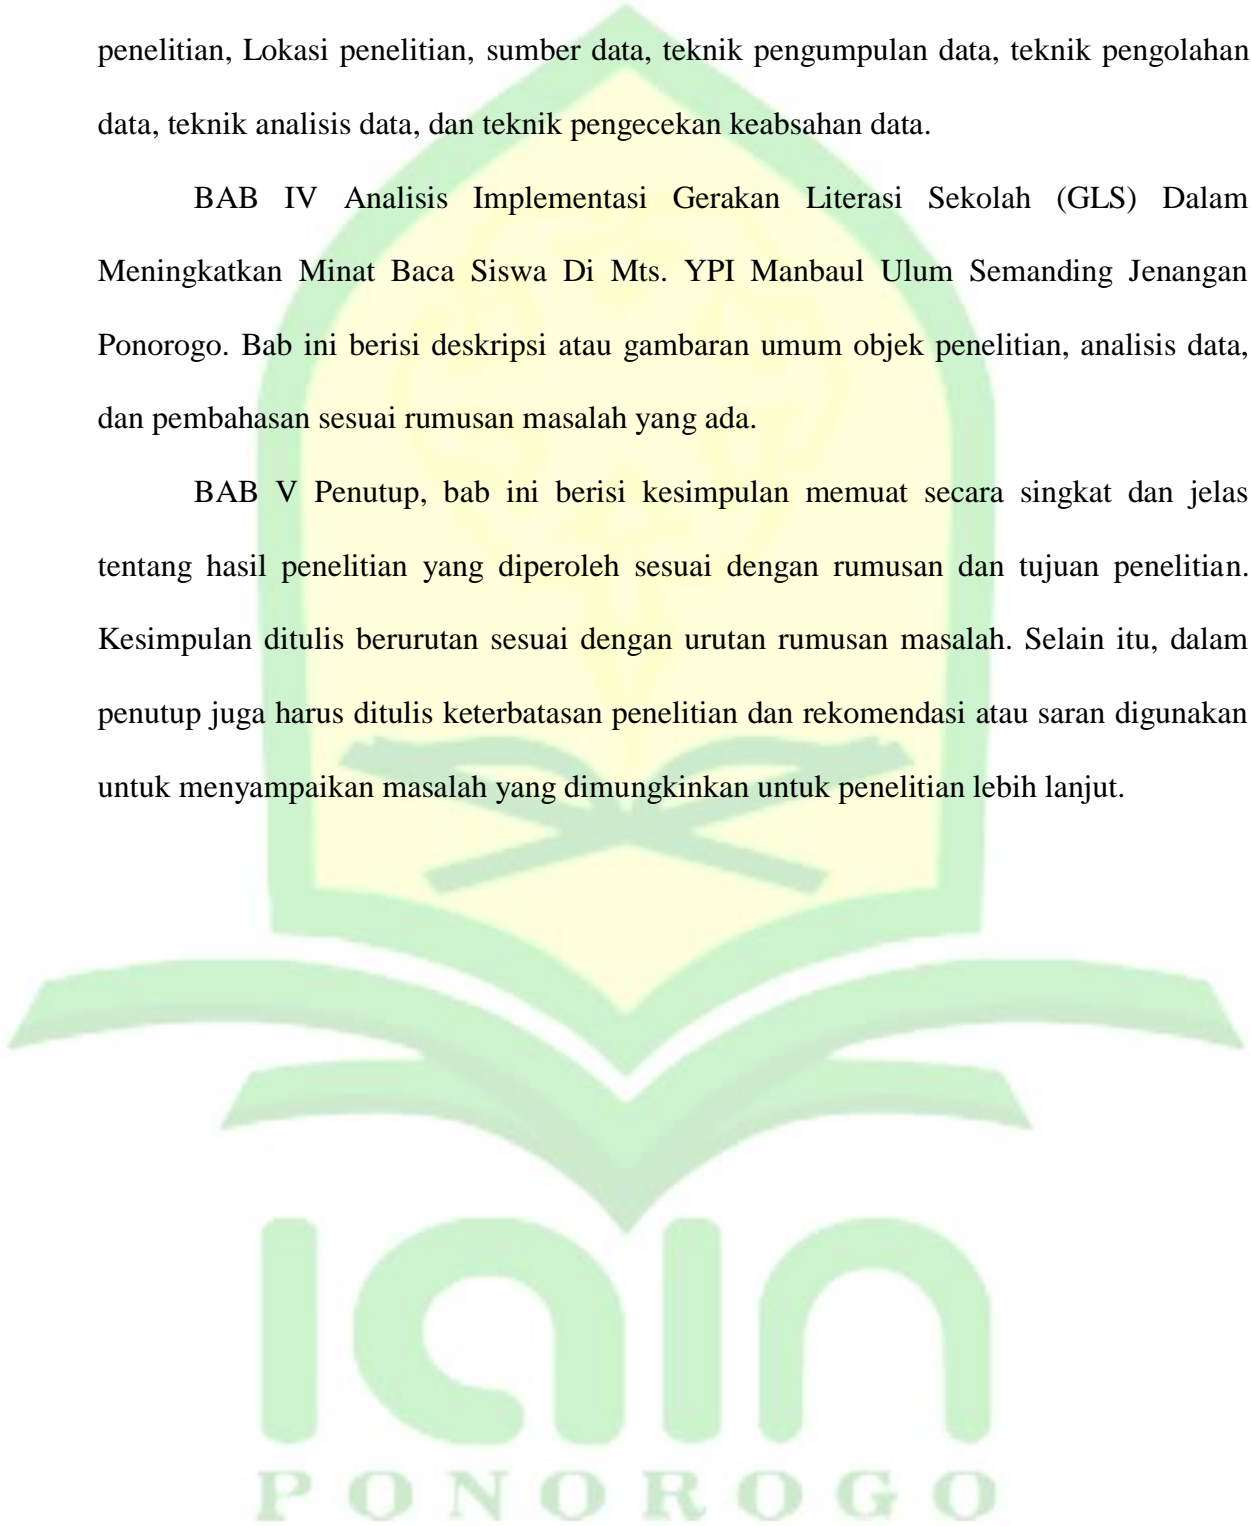 penelitian, Lokasi penelitian, sumber data, teknik pengumpulan data, teknik pengolahan
data, teknik analisis data, dan teknik pengecekan keabsahan data.
BAB IV Analisis Implementasi Gerakan Literasi Sekolah (GLS) Dalam
Meningkatkan Minat Baca Siswa Di Mts. YPI Manbaul Ulum Semanding Jenangan
Ponorogo. Bab ini berisi deskripsi atau gambaran umum objek penelitian, analisis data,
dan pembahasan sesuai rumusan masalah yang ada.
BAB V Penutup, bab ini berisi kesimpulan memuat secara singkat dan jelas
tentang hasil penelitian yang diperoleh sesuai dengan rumusan dan tujuan penelitian.
Kesimpulan ditulis berurutan sesuai dengan urutan rumusan masalah. Selain itu, dalam
penutup juga harus ditulis keterbatasan penelitian dan rekomendasi atau saran digunakan
untuk menyampaikan masalah yang dimungkinkan untuk penelitian lebih lanjut.
IAIN
PONOROGO